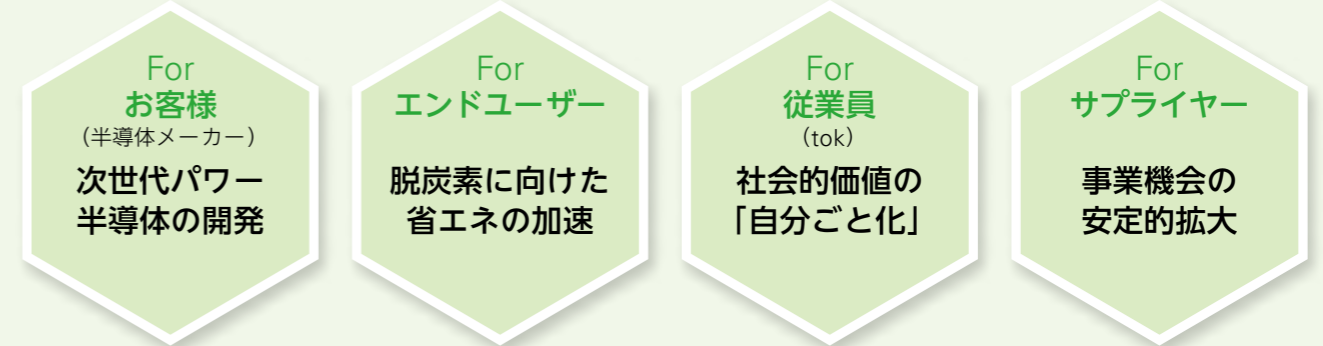 For
お客様
（半導体メーカー）
次世代パワー
半導体の開発
For
エンドユーザー
脱炭素に向けた
省エネの加速
For
従業員
（tok）
社会的価値の
「自分ごと化」
For
サプライヤー
事業機会の
安定的拡大